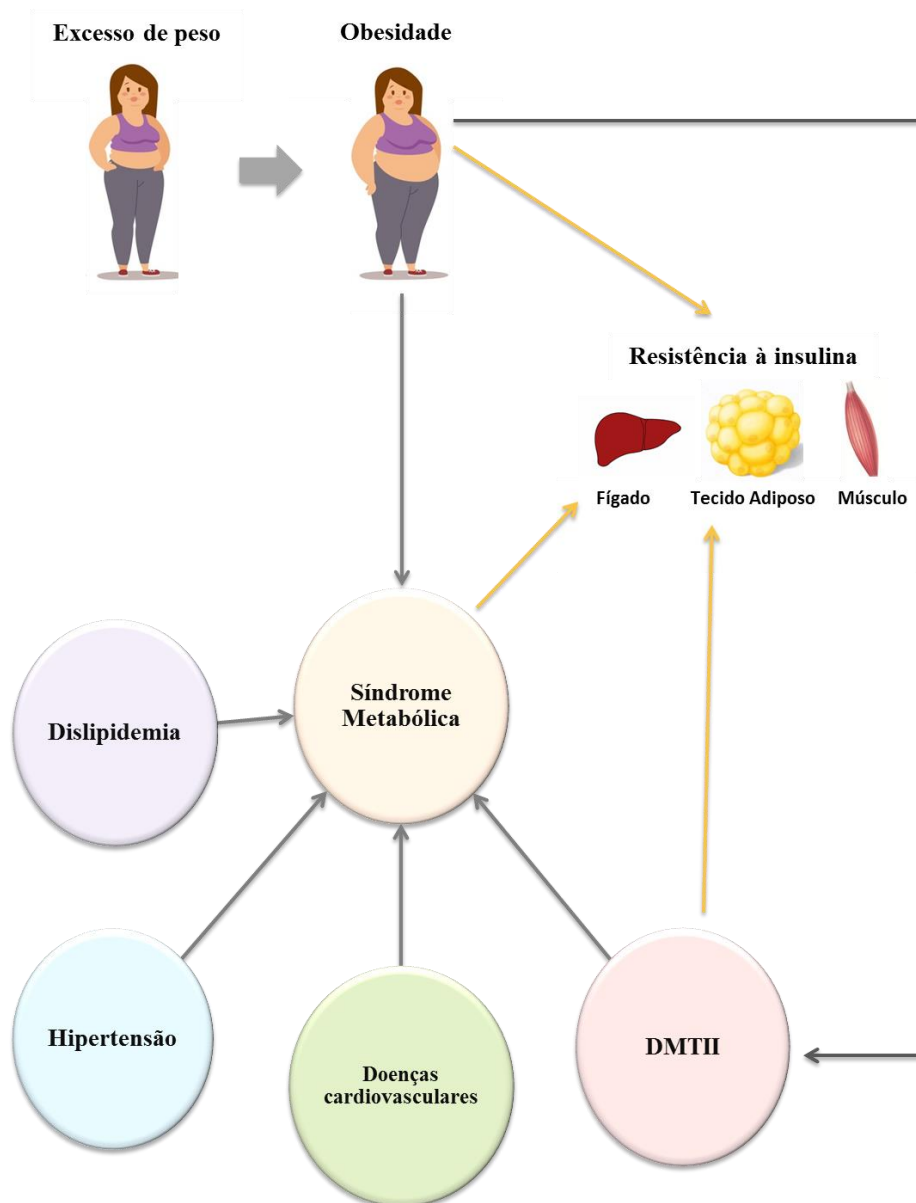 Excesso de peso
Obesidade
Resistência à insulina
Fígado
Tecido Adiposo
Músculo
Síndrome
Metabólica
Dislipidemia
Hipertensão
Doenças
cardiovasculares
DMTII